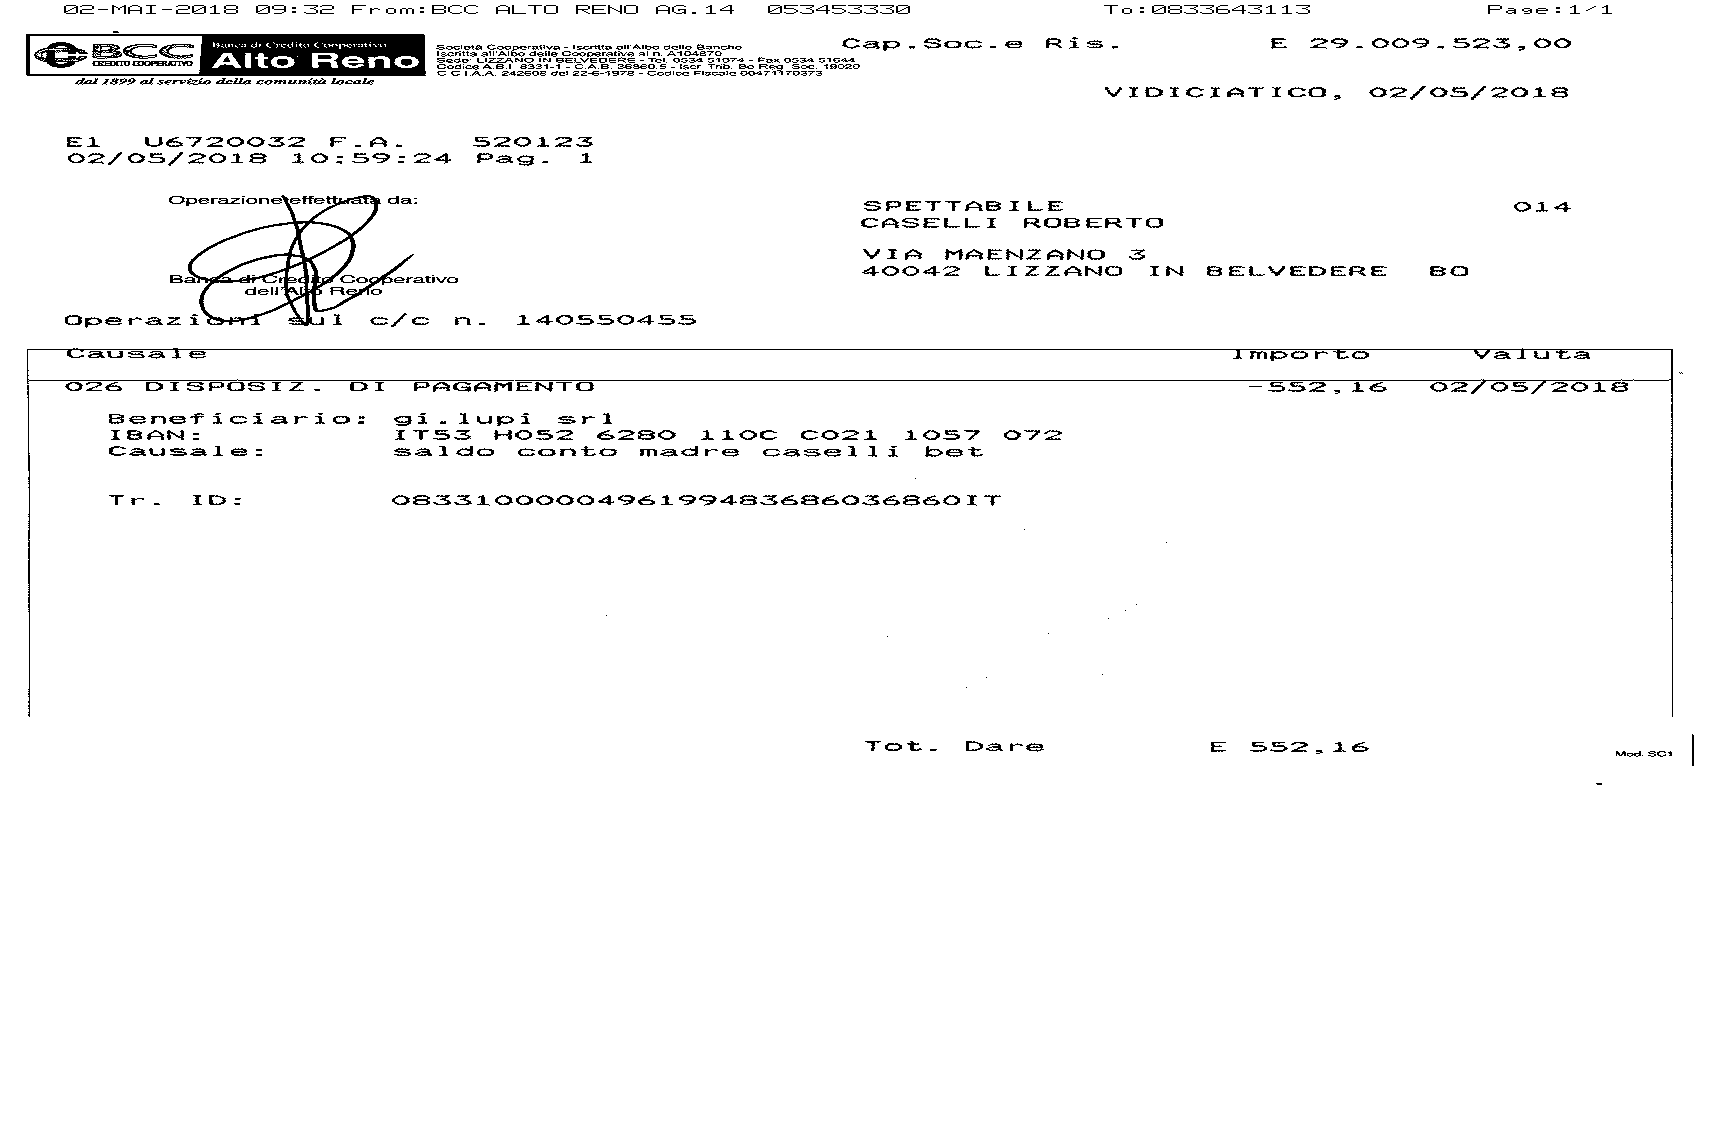 02-MAI-2018 09:32 From:BCC ALTO RENO AG.14 053453330 To:0833643113 Page:1/1
BCC CREDITO COOPERATIVO Banca di Credito Cooperativo Alto Reno
dal 1899 al servizio della comunità locale
Società Cooperativa - Iscritta all'Albo delle Banche
Iscritta all'Albo delle Cooperative al n. A104870
Sede: LIZZANO IN BELVEDERE - Tel. 0534 51074 - Fax 0534 51644
Codice A.B.I. 8331-1 - C.A.B. 36860.5 - Iscr. Trib. Bo Reg. Soc. 19020
C.C.I.A.A. 242608 del 22-6-1978 - Codice Fiscale 00471170373
Cap.Soc.e Ris. E 29.009.523,00
VIDICIATICO, 02/05/2018
E1 U6720032 F.A. 520123
02/05/2018 10:59:24 Pag. 1
Operazione effettuata da:
Banca di Credito Cooperativo
dell'Alto Reno
SPETTABILE 014
CASELLI ROBERTO
VIA MAENZANO 3
40042 LIZZANO IN BELVEDERE BO
Operazioni sul c/c n. 140550455
Causale Importo Valuta
026 DISPOSIZ. DI PAGAMENTO -552,16 02/05/2018
Beneficiario: gi.lupi srl
IBAN: IT53 H052 6280 110C C021 1057 072
Causale: saldo conto madre caselli bet
Tr. ID: 0833100000496199483686036860IT
Tot. Dare E 552,16
Mod. SC1